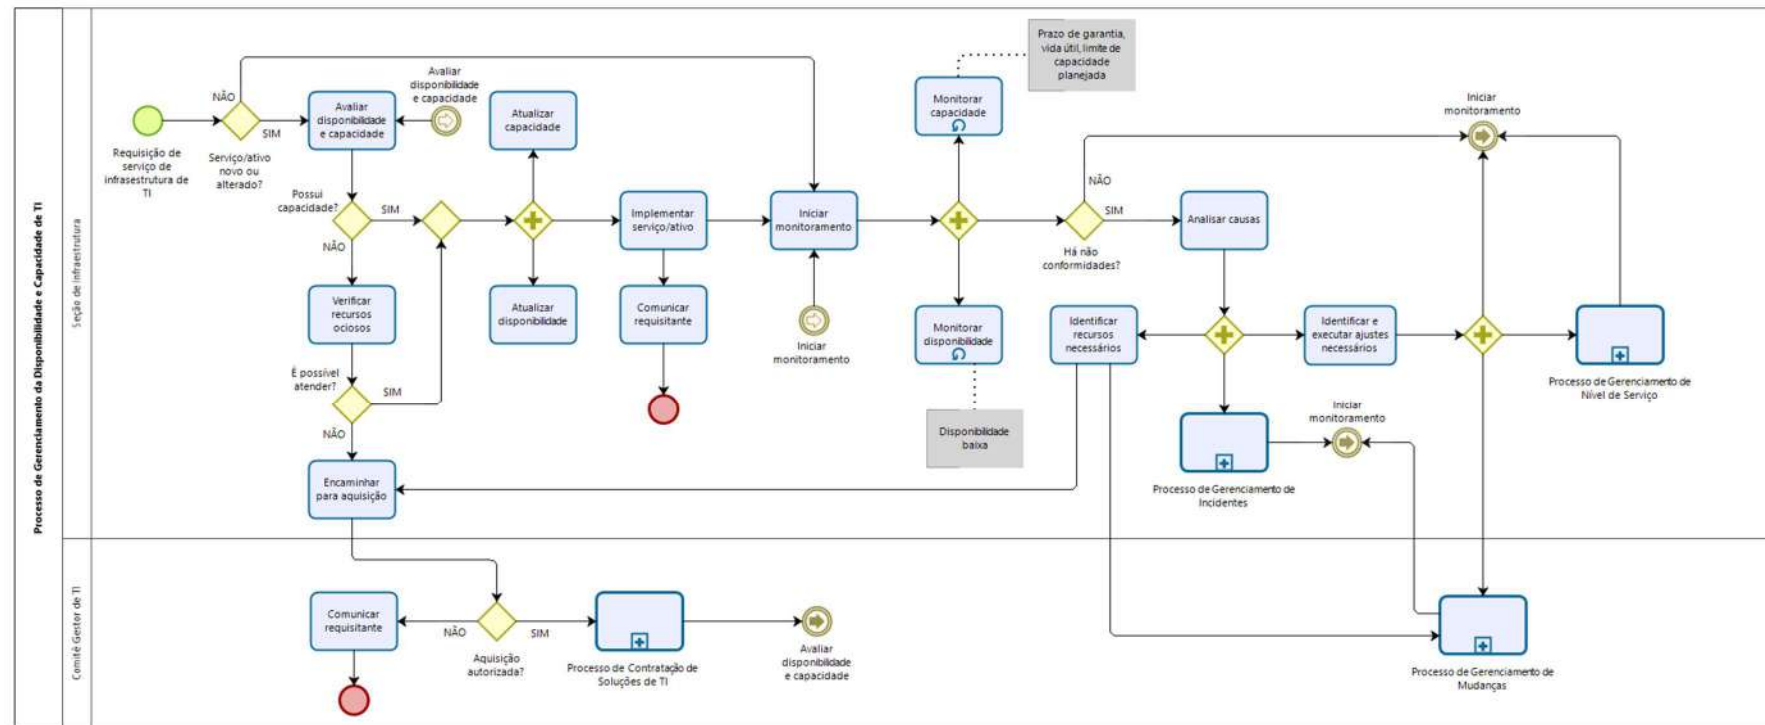 Processo de Gerenciamento da Disponibilidade e Capacidade de TI
Seção de Infraestrutura
Requisição de
serviço de
infrasestrutura de
TI
NÃO
SIM
Serviço/ativo
novo ou
alterado?
Avaliar
disponibilidade
e capacidade
Avaliar
disponibilidade
e capacidade
Possui
capacidade?
SIM
NÃO
Verificar
recursos
ociosos
É possível
atender?
SIM
NÃO
Encaminhar
para aquisição
Atualizar
capacidade
Atualizar
disponibilidade
Implementar
serviço/ativo
Comunicar
requisitante
Iniciar
monitoramento
Iniciar
monitoramento
Prazo de garantia,
vida útil, limite de
capacidade
planejada
Monitorar
capacidade
Monitorar
disponibilidade
Disponibilidade
baixa
NÃO
SIM
Há não
conformidades?
Analisar causas
Identificar
recursos
necessários
Identificar e
executar ajustes
necessários
Iniciar
monitoramento
Processo de Gerenciamento de
Nível de Serviço
Iniciar
monitoramento
Processo de Gerenciamento de
Incidentes
Comitê Gestor de TI
Comunicar
requisitante
NÃO
SIM
Aquisição
autorizada?
Processo de Contratação de
Soluções de TI
Avaliar
disponibilidade
e capacidade
Processo de Gerenciamento de
Mudanças